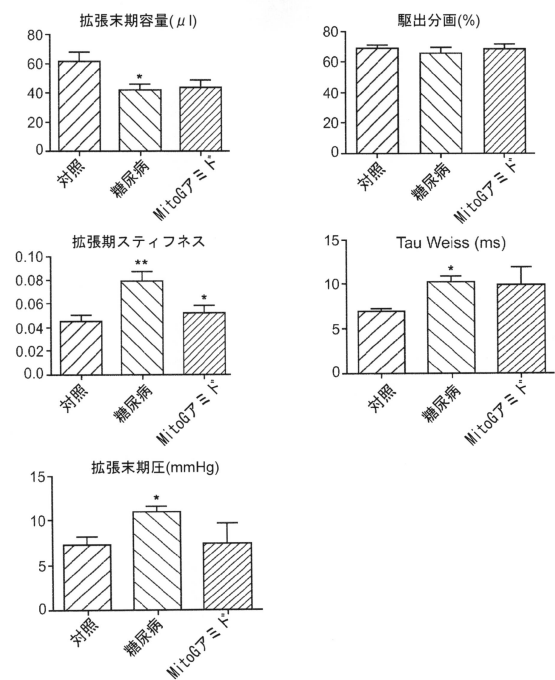 拡張末期容量(μl)
80
60
40
20
0
*
対照
糖尿病
MitoGアミド
駆出分画(%)
80
60
40
20
0
対照
糖尿病
MitoGアミド
拡張期スティフネス
0.10
0.08
0.06
0.04
0.02
0.0
**
*
対照
糖尿病
MitoGアミド
Tau Weiss (ms)
15
10
5
0
*
対照
糖尿病
MitoGアミド
拡張末期圧(mmHg)
15
10
5
0
*
対照
糖尿病
MitoGアミド